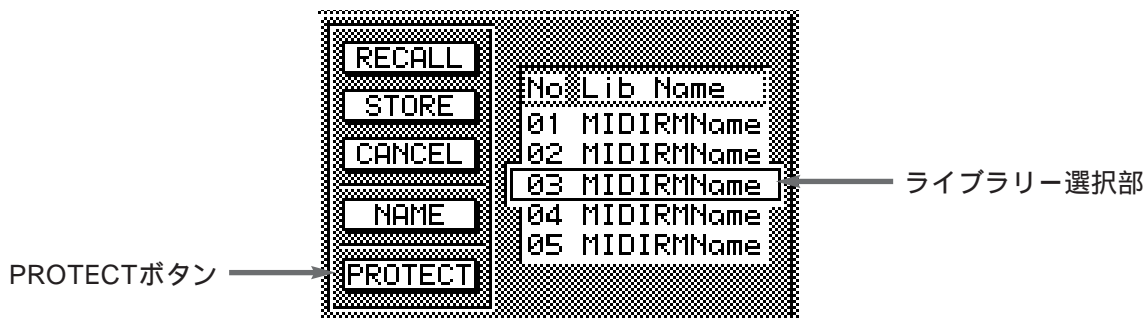 RECALL
STORE
CANCEL
NAME
PROTECT
No Lib Name
01 MIDIRMName
02 MIDIRMName
03 MIDIRMName
04 MIDIRMName
05 MIDIRMName
ライブラリー選択部
PROTECTボタン